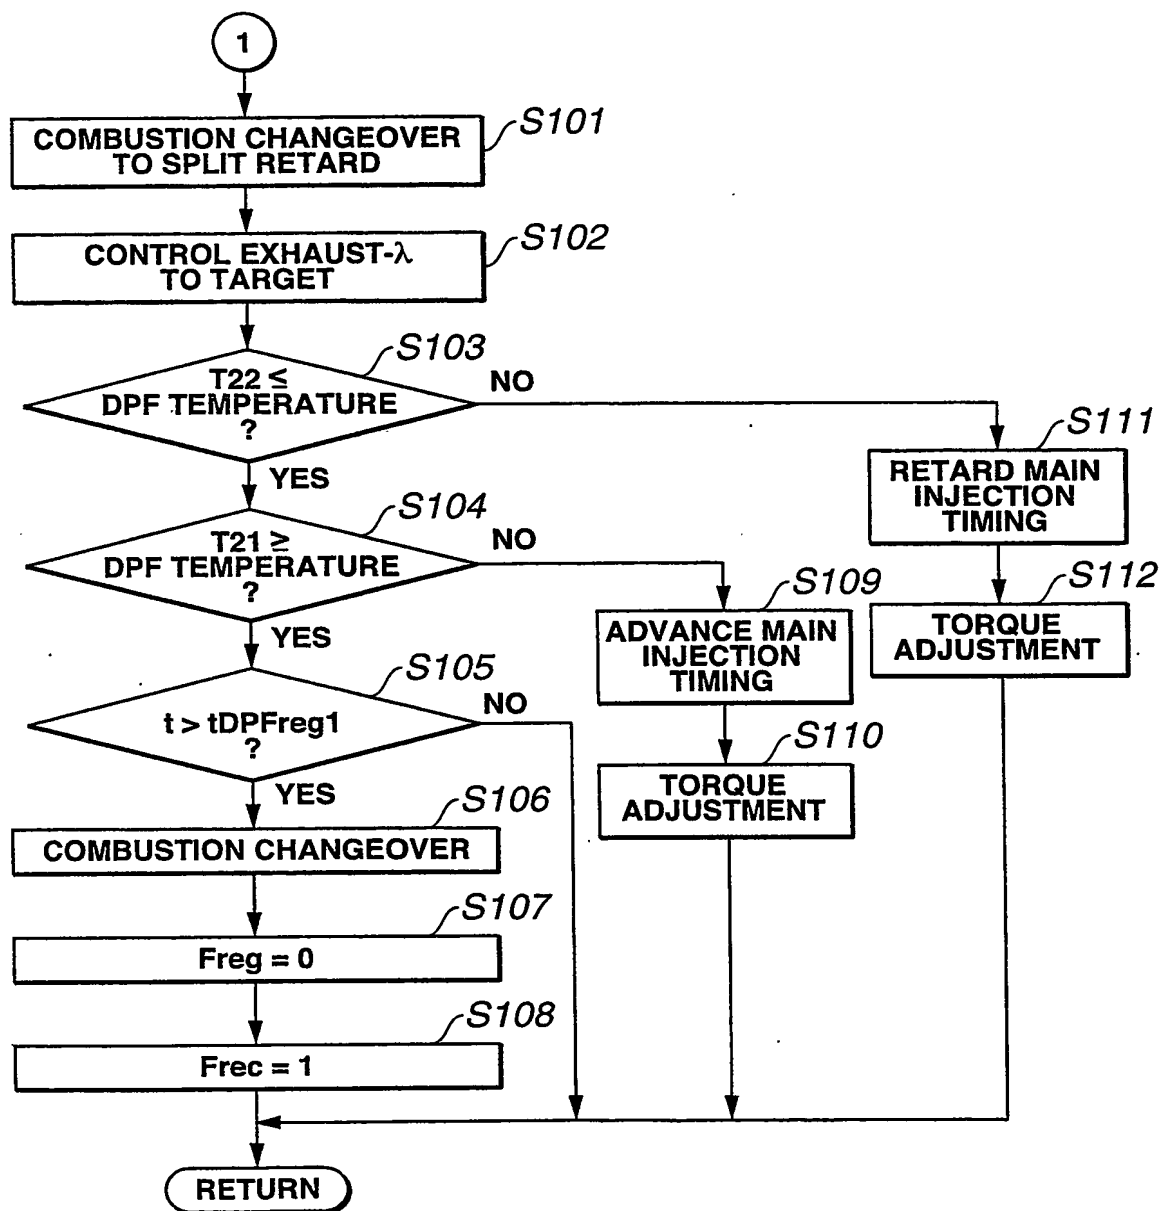 1
COMBUSTION CHANGEOVER
TO SPLIT RETARD
S101
CONTROL EXHAUST-λ
TO TARGET
S102
T22 ≤
DPF TEMPERATURE
?
S103
NO
YES
S111
RETARD MAIN
INJECTION
TIMING
T21 ≥
DPF TEMPERATURE
?
S104
NO
YES
S109
ADVANCE MAIN
INJECTION
TIMING
S112
TORQUE
ADJUSTMENT
t > tDPFreg1
?
S105
NO
YES
S110
TORQUE
ADJUSTMENT
S106
COMBUSTION CHANGEOVER
S107
Freg = 0
S108
Frec = 1
RETURN